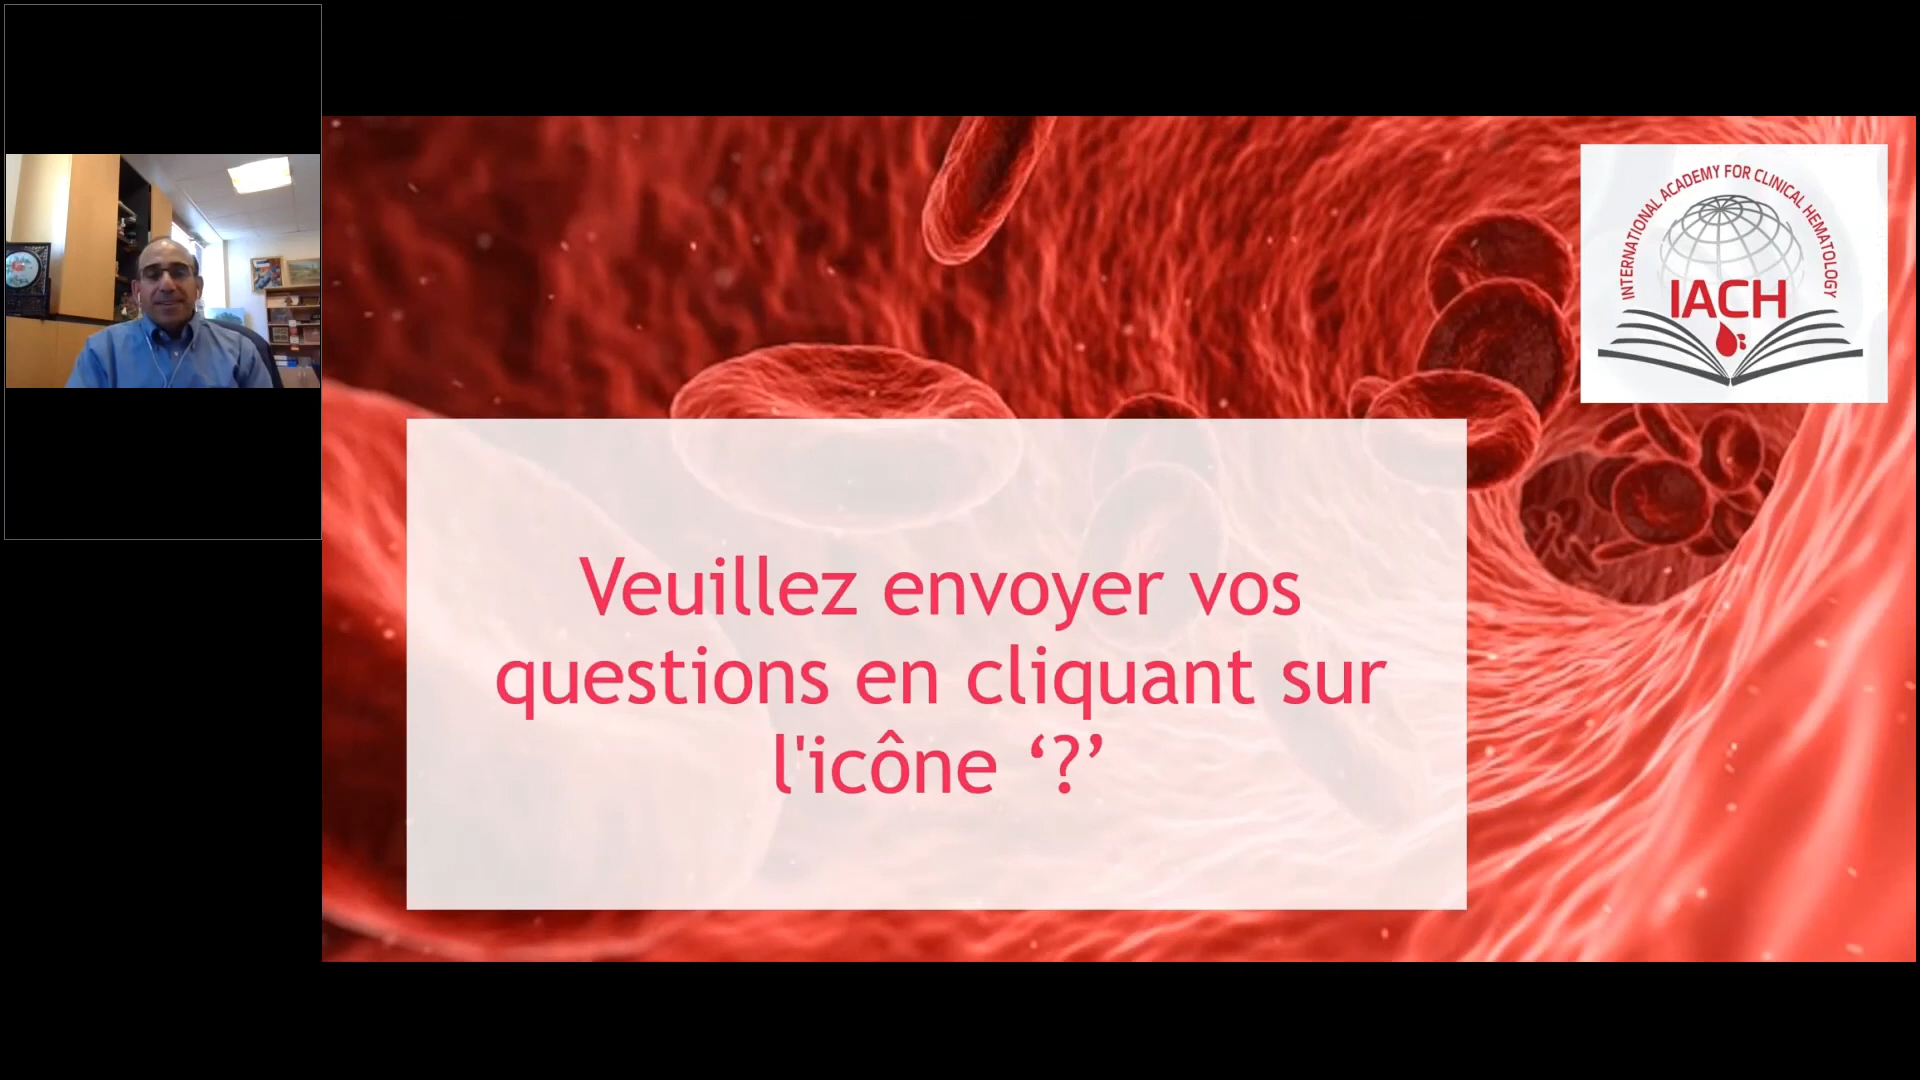 INTERNATIONAL ACADEMY FOR CLINICAL HEMATOLOGY
IACH
Veuillez envoyer vos
questions en cliquant sur
l'icône ‘?’